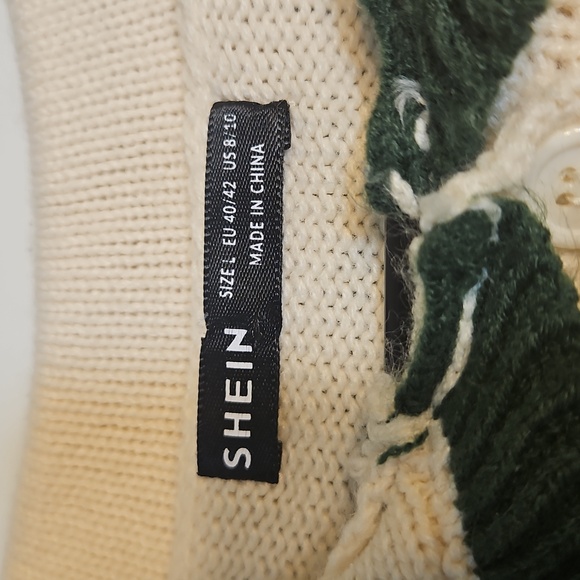 SHEIN
SIZE L EU 40/42 US 8/10
MADE IN CHINA